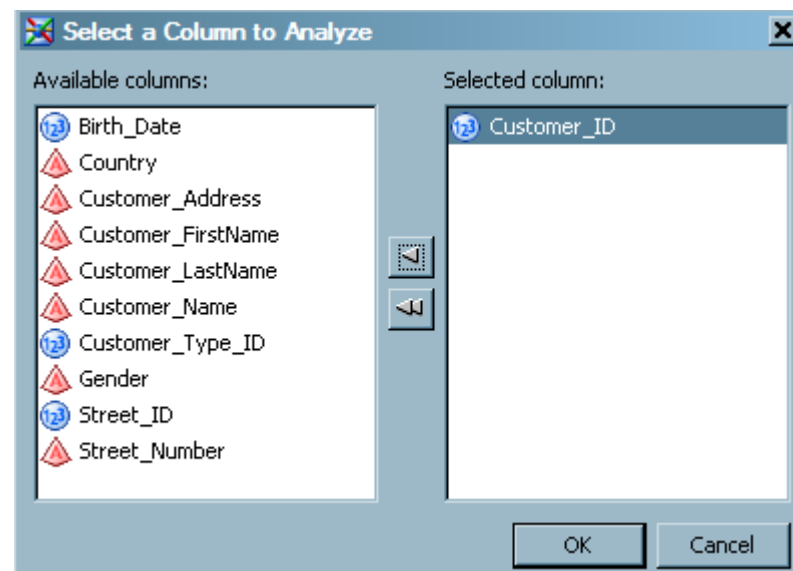 Select a Column to Analyze
Available columns:
Selected column:
Birth_Date
Country
Customer_Address
Customer_FirstName
Customer_LastName
Customer_Name
Customer_Type_ID
Gender
Street_ID
Street_Number
Customer_ID
OK
Cancel